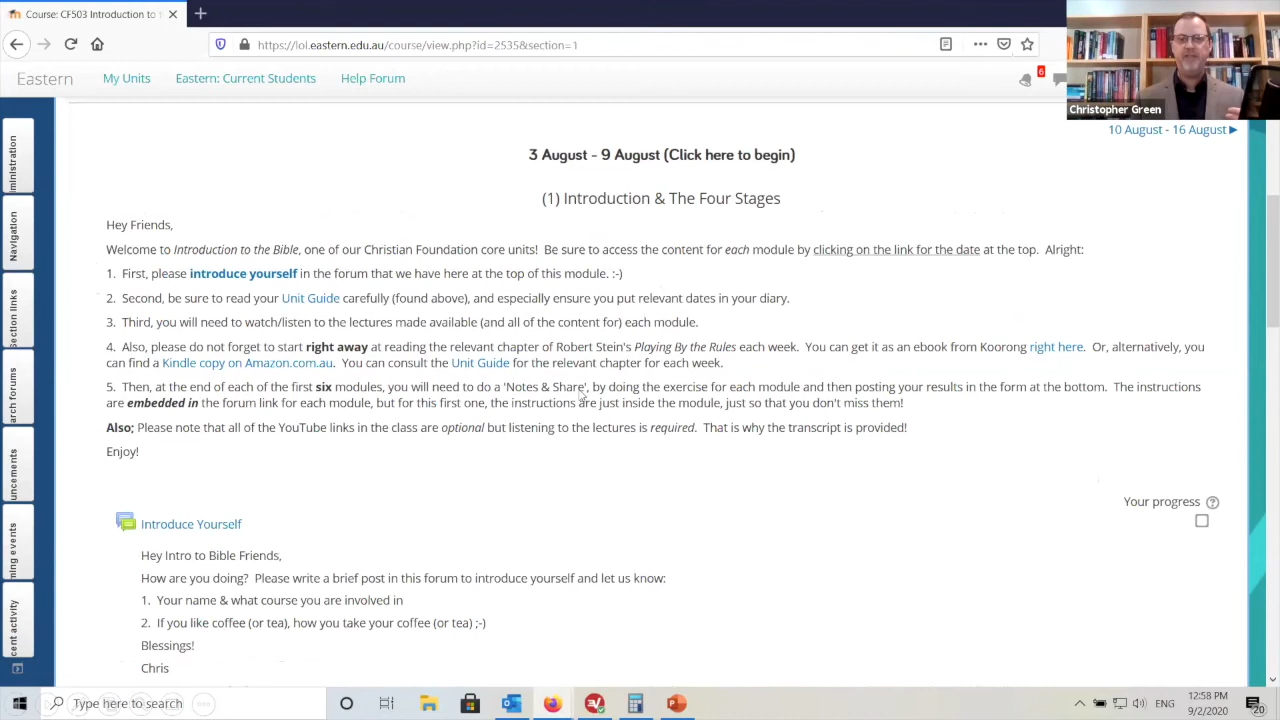 Course: CF503 Introduction to t
https://lol.eastern.edu.au/course/view.php?id=2535&section=1
Eastern My Units Eastern: Current Students Help Forum 6
Christopher Green
10 August - 16 August ▶
ministration
Navigation
Section links
arch forums
uncements
ming events
cent activity
3 August - 9 August (Click here to begin)
(1) Introduction & The Four Stages
Hey Friends,
Welcome to Introduction to the Bible, one of our Christian Foundation core units! Be sure to access the content for each module by clicking on the link for the date at the top. Alright:
1. First, please introduce yourself in the forum that we have here at the top of this module. :-)
2. Second, be sure to read your Unit Guide carefully (found above), and especially ensure you put relevant dates in your diary.
3. Third, you will need to watch/listen to the lectures made available (and all of the content for) each module.
4. Also, please do not forget to start right away at reading the relevant chapter of Robert Stein's Playing By the Rules each week. You can get it as an ebook from Koorong right here. Or, alternatively, you
can find a Kindle copy on Amazon.com.au. You can consult the Unit Guide for the relevant chapter for each week.
5. Then, at the end of each of the first six modules, you will need to do a 'Notes & Share', by doing the exercise for each module and then posting your results in the form at the bottom. The instructions
are embedded in the forum link for each module, but for this first one, the instructions are just inside the module, just so that you don't miss them!
Also; Please note that all of the YouTube links in the class are optional but listening to the lectures is required. That is why the transcript is provided!
Enjoy!
Your progress
Introduce Yourself
Hey Intro to Bible Friends,
How are you doing? Please write a brief post in this forum to introduce yourself and let us know:
1. Your name & what course you are involved in
2. If you like coffee (or tea), how you take your coffee (or tea) ;-)
Blessings!
Chris
Type here to search
ENG
12:58 PM
9/2/2020
20